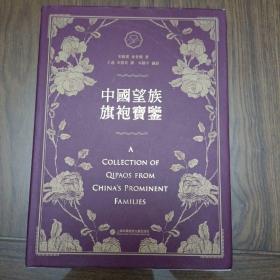 中國望族
旗袍寶鑒
A
COLLECTION OF
QIPAOS FROM
CHINA'S PROMINENT
FAMILIES